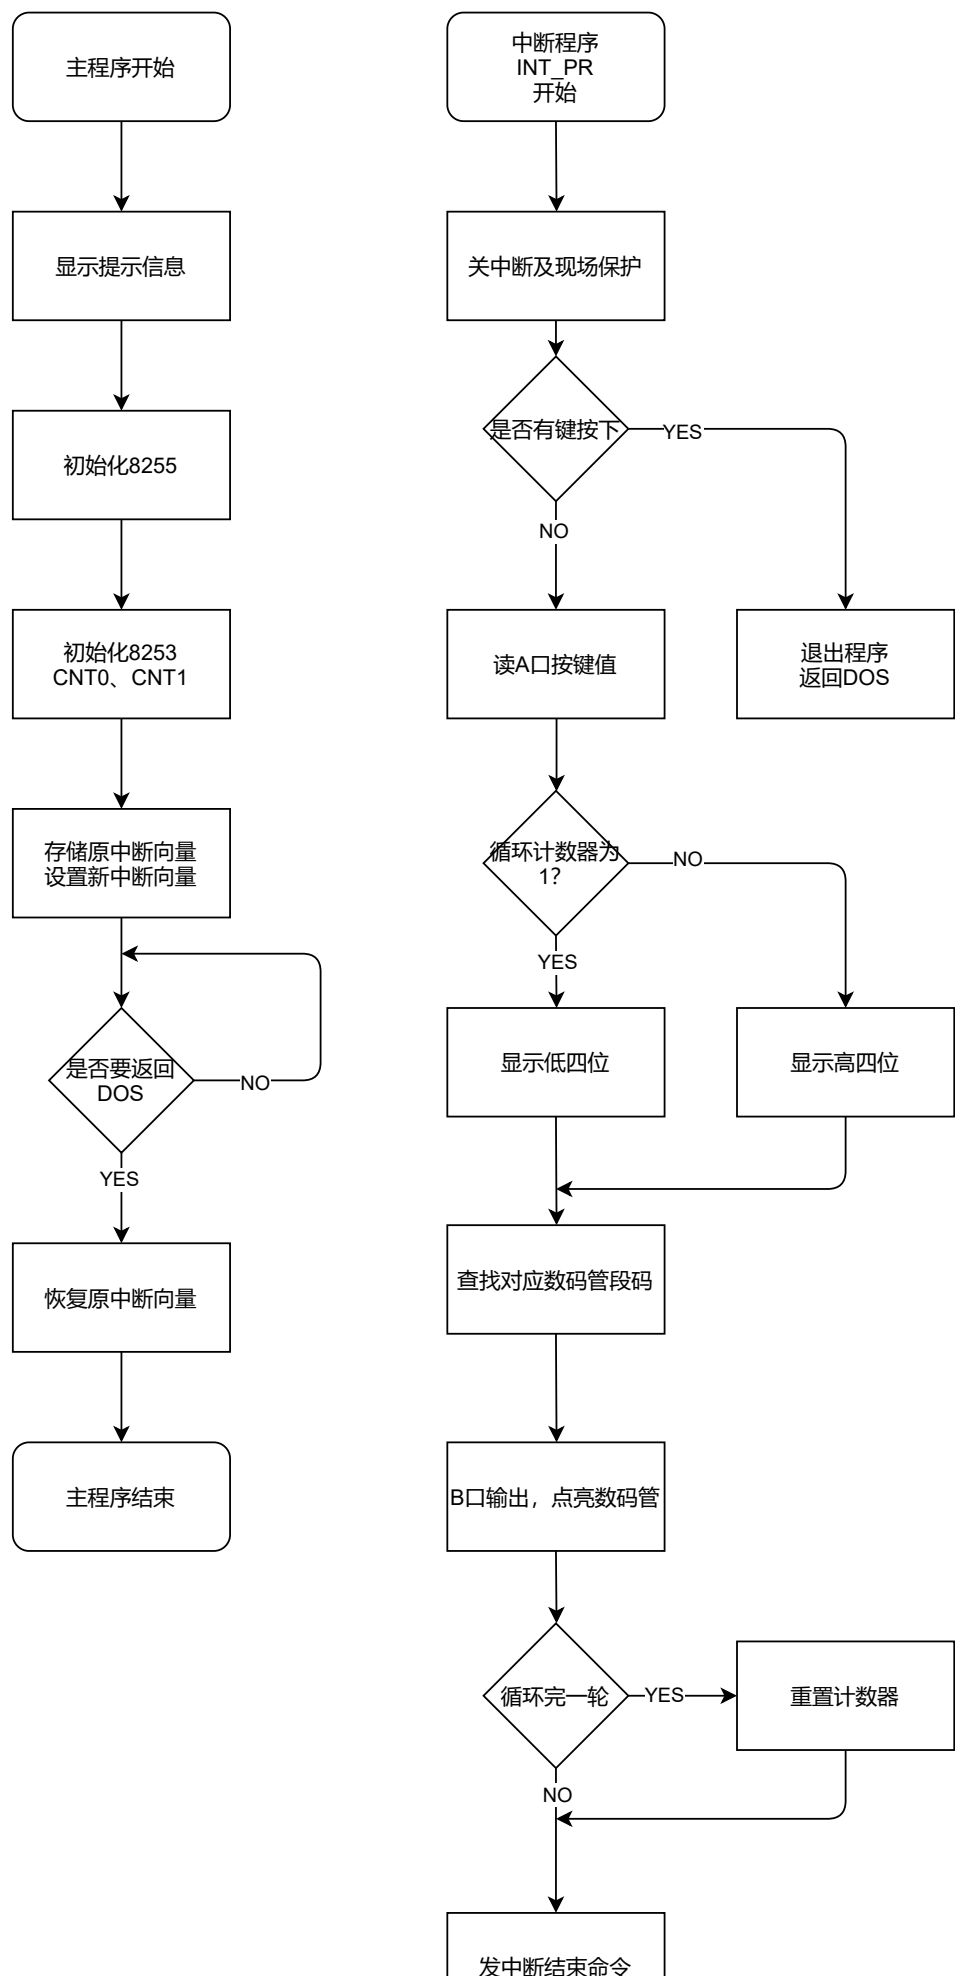 主程序开始
显示提示信息
初始化8255
初始化8253
CNT0、CNT1
存储原中断向量
设置新中断向量
是否要返回
DOS
NO
YES
恢复原中断向量
主程序结束
中断程序
INT_PR
开始
关中断及现场保护
是否有键按下
YES
NO
读A口按键值
退出程序
返回DOS
循环计数器为
1?
NO
YES
显示低四位
显示高四位
查找对应数码管段码
B口输出，点亮数码管
循环完一轮
YES
重置计数器
NO
发中断结束命令